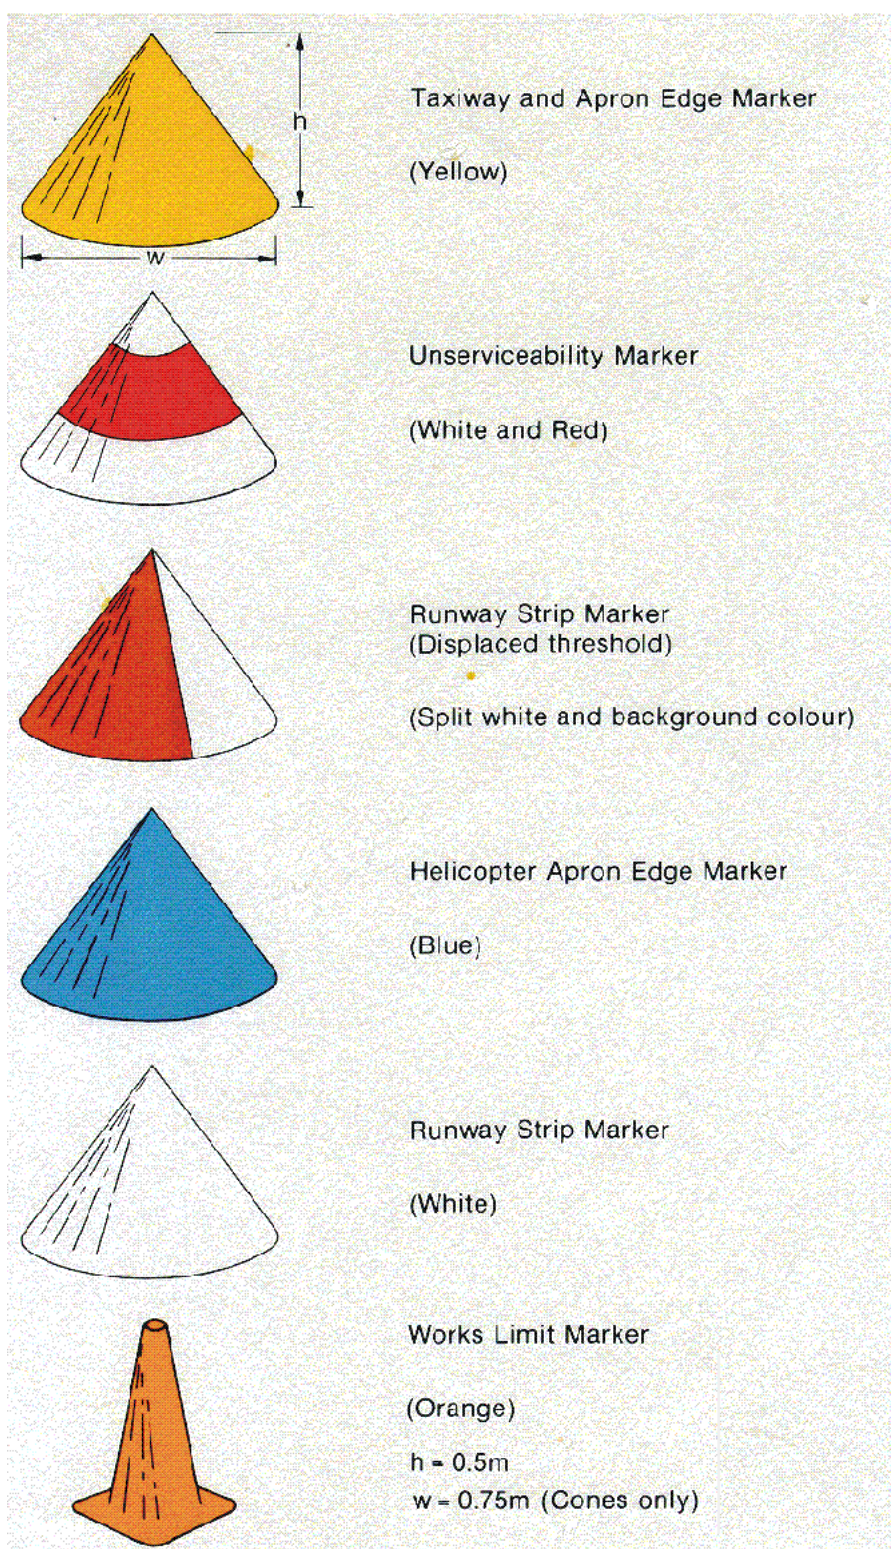 Taxiway and Apron Edge Marker
h
(Yellow)
w
Unserviceability Marker
(White and Red)
Runway Strip Marker
(Displaced threshold)
(Split white and background colour)
Helicopter Apron Edge Marker
(Blue)
Runway Strip Marker
(White)
Works Limit Marker
(Orange)
h = 0.5m
w = 0.75m (Cones only)